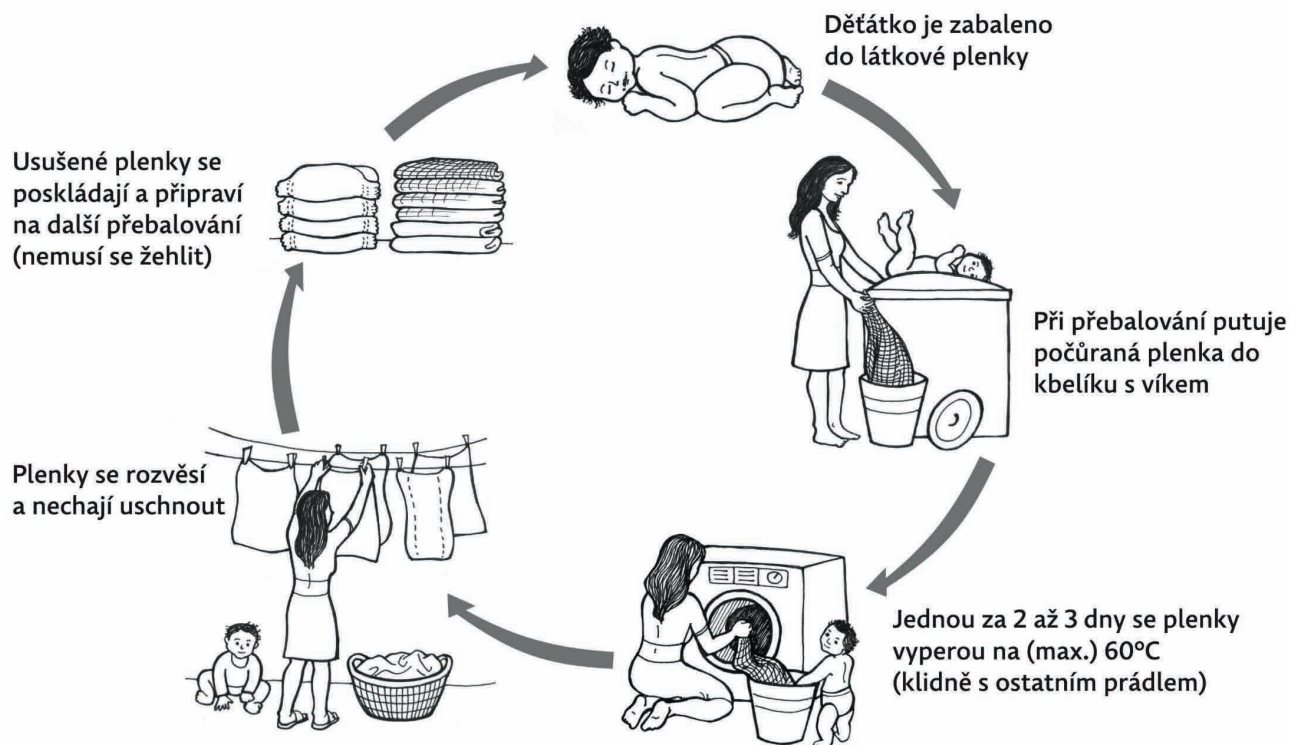 Děťátko je zabaleno
do látkové plenky
Při přebalování putuje
počůraná plenka do
kbelíku s víkem
Jednou za 2 až 3 dny se plenky
vyperou na (max.) 60°C
(klidně s ostatním prádlem)
Plenky se rozvěsí
a nechají uschnout
Usušené plenky se
poskládají a připraví
na další přebalování
(nemusí se žehlit)